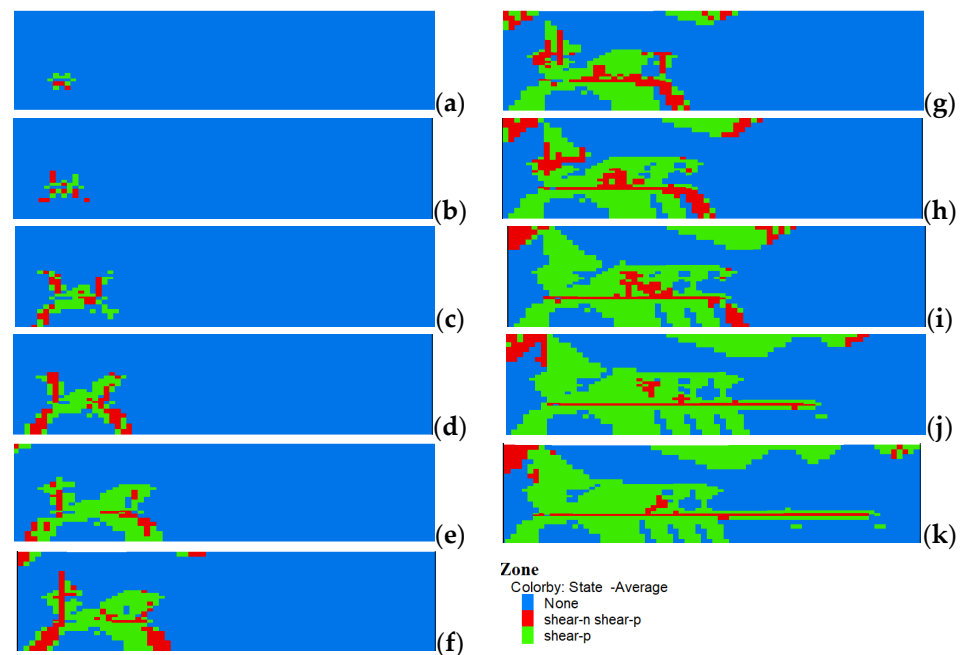 (a)
(b)
(c)
(d)
(e)
(f)
(g)
(h)
(i)
(j)
(k)
Zone
Colorby: State -Average
None
shear-n shear-p
shear-p